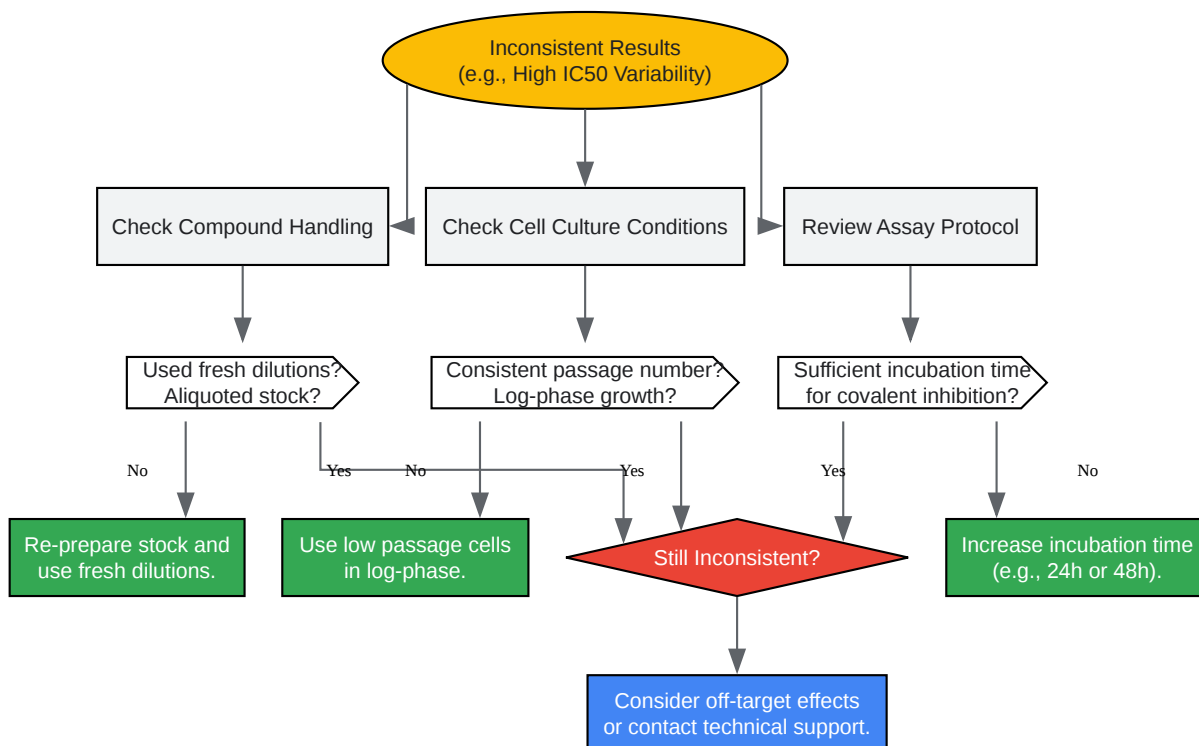 Inconsistent Results
(e.g., High IC50 Variability)
Check Compound Handling
Check Cell Culture Conditions
Review Assay Protocol
Used fresh dilutions?
Aliquoted stock?
Consistent passage number?
Log-phase growth?
Sufficient incubation time
for covalent inhibition?
No
Yes
No
Yes
Yes
No
Re-prepare stock and
use fresh dilutions.
Use low passage cells
in log-phase.
Still Inconsistent?
Increase incubation time
(e.g., 24h or 48h).
Consider off-target effects
or contact technical support.